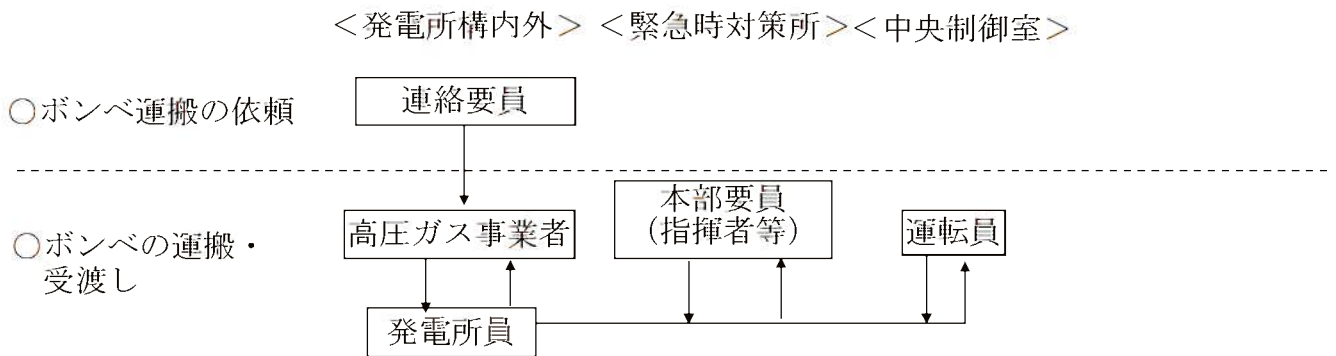 ＜発電所構内外＞ ＜緊急時対策所＞＜中央制御室＞
○ボンベ運搬の依頼
連絡要員
○ボンベの運搬・
受渡し
高圧ガス事業者
本部要員
（指揮者等）
運転員
発電所員